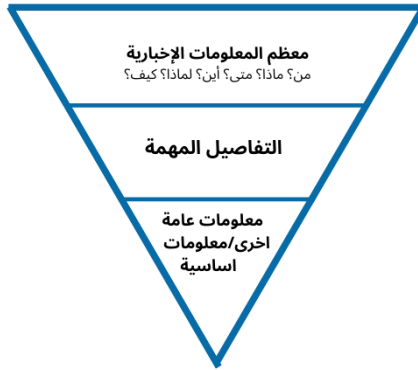 معظم المعلومات الإخبارية
من؟ ماذا؟ متى؟ أين؟ لماذا؟ كيف؟
التفاصيل المهمة
معلومات عامة
اخرى/معلومات
اساسية